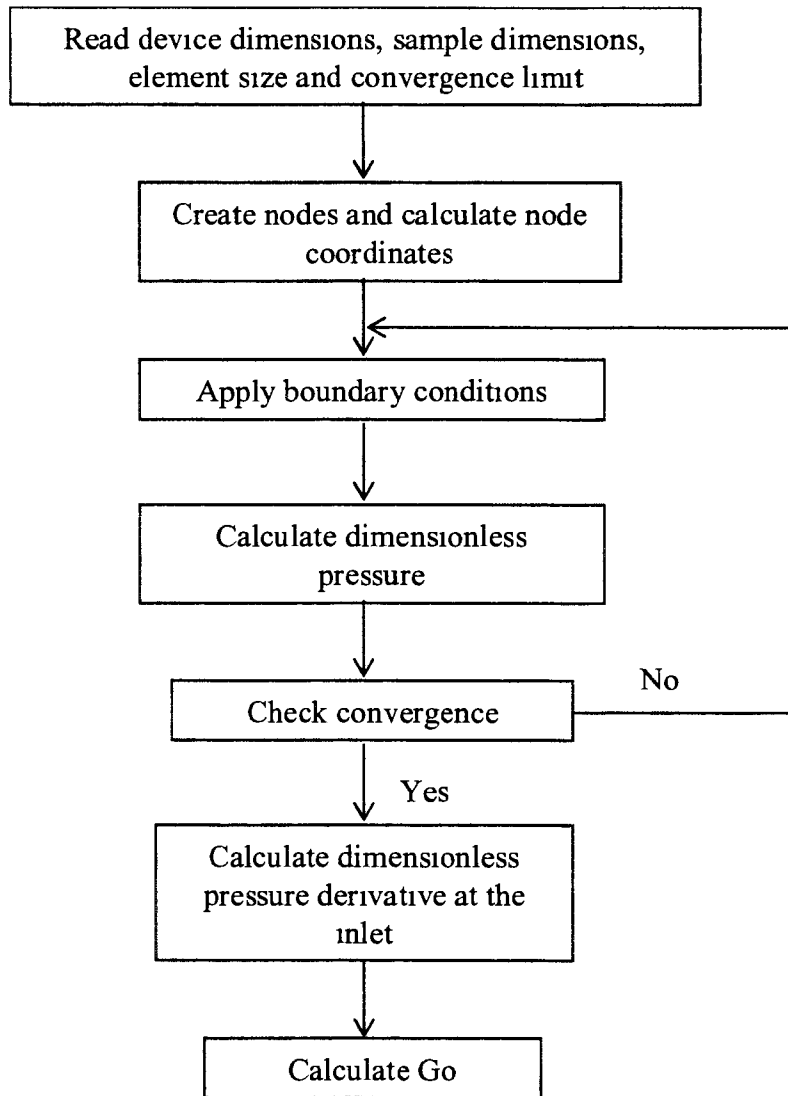 Read device dimensions, sample dimensions,
element size and convergence limit
Create nodes and calculate node
coordinates
Apply boundary conditions
Calculate dimensionless
pressure
Check convergence
No
Yes
Calculate dimensionless
pressure derivative at the
inlet
Calculate Go